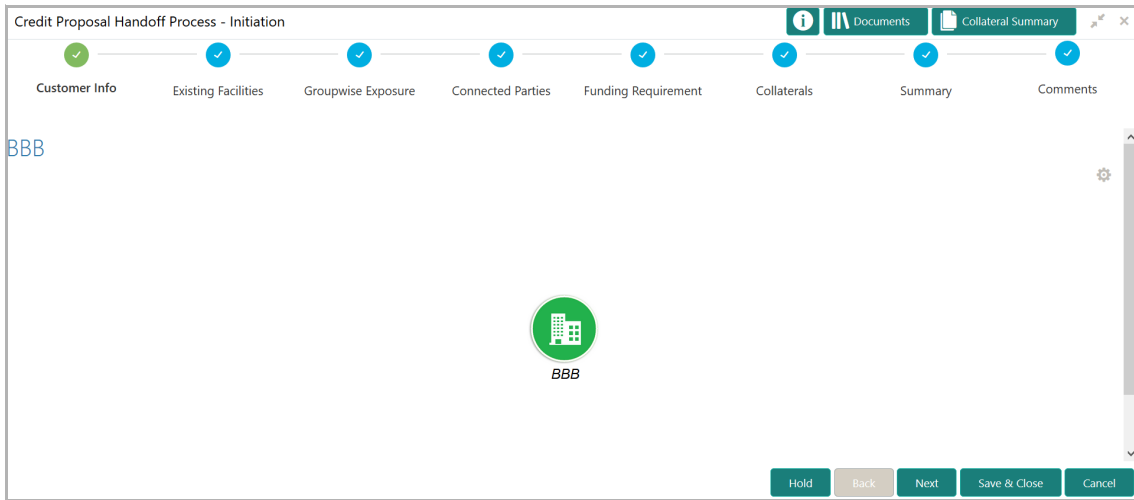 Credit Proposal Handoff Process - Initiation
Documents
Collateral Summary
Customer Info
Existing Facilities
Groupwise Exposure
Connected Parties
Funding Requirement
Collaterals
Summary
Comments
BBB
BBB
Hold
Back
Next
Save & Close
Cancel